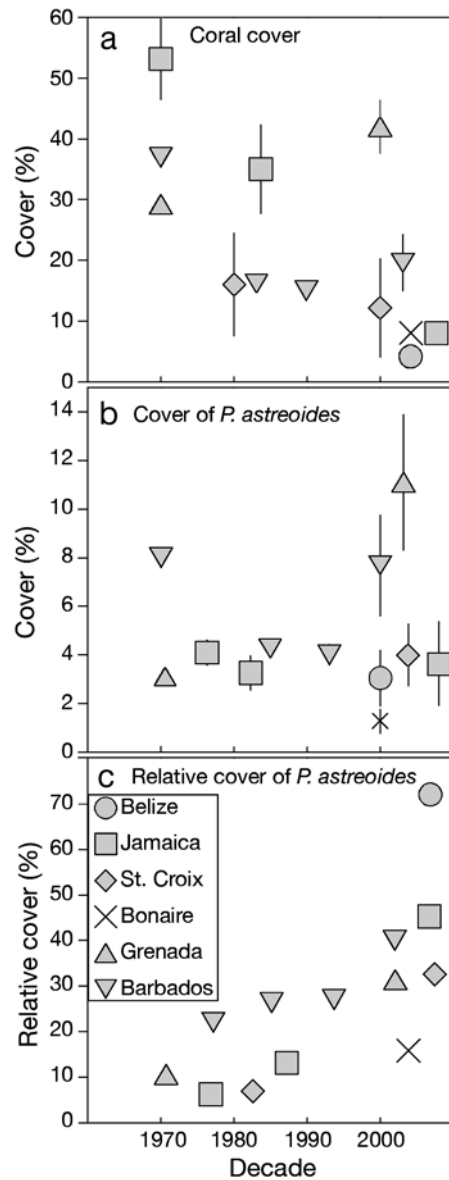 a Coral cover
60
50
40
30
20
10
0
Cover (%)
b Cover of P. astreoides
14
12
10
8
6
4
2
0
Cover (%)
c Relative cover of P. astreoides
70
60
50
40
30
20
10
0
Relative cover (%)
Belize
Jamaica
St. Croix
Bonaire
Grenada
Barbados
1970 1980 1990 2000
Decade